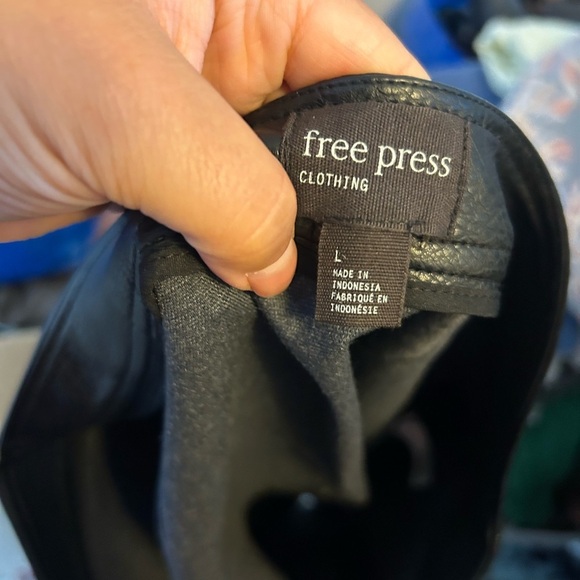 free press
CLOTHING
L
MADE IN
INDONESIA
FABRIQUÉ EN
INDONÉSIE